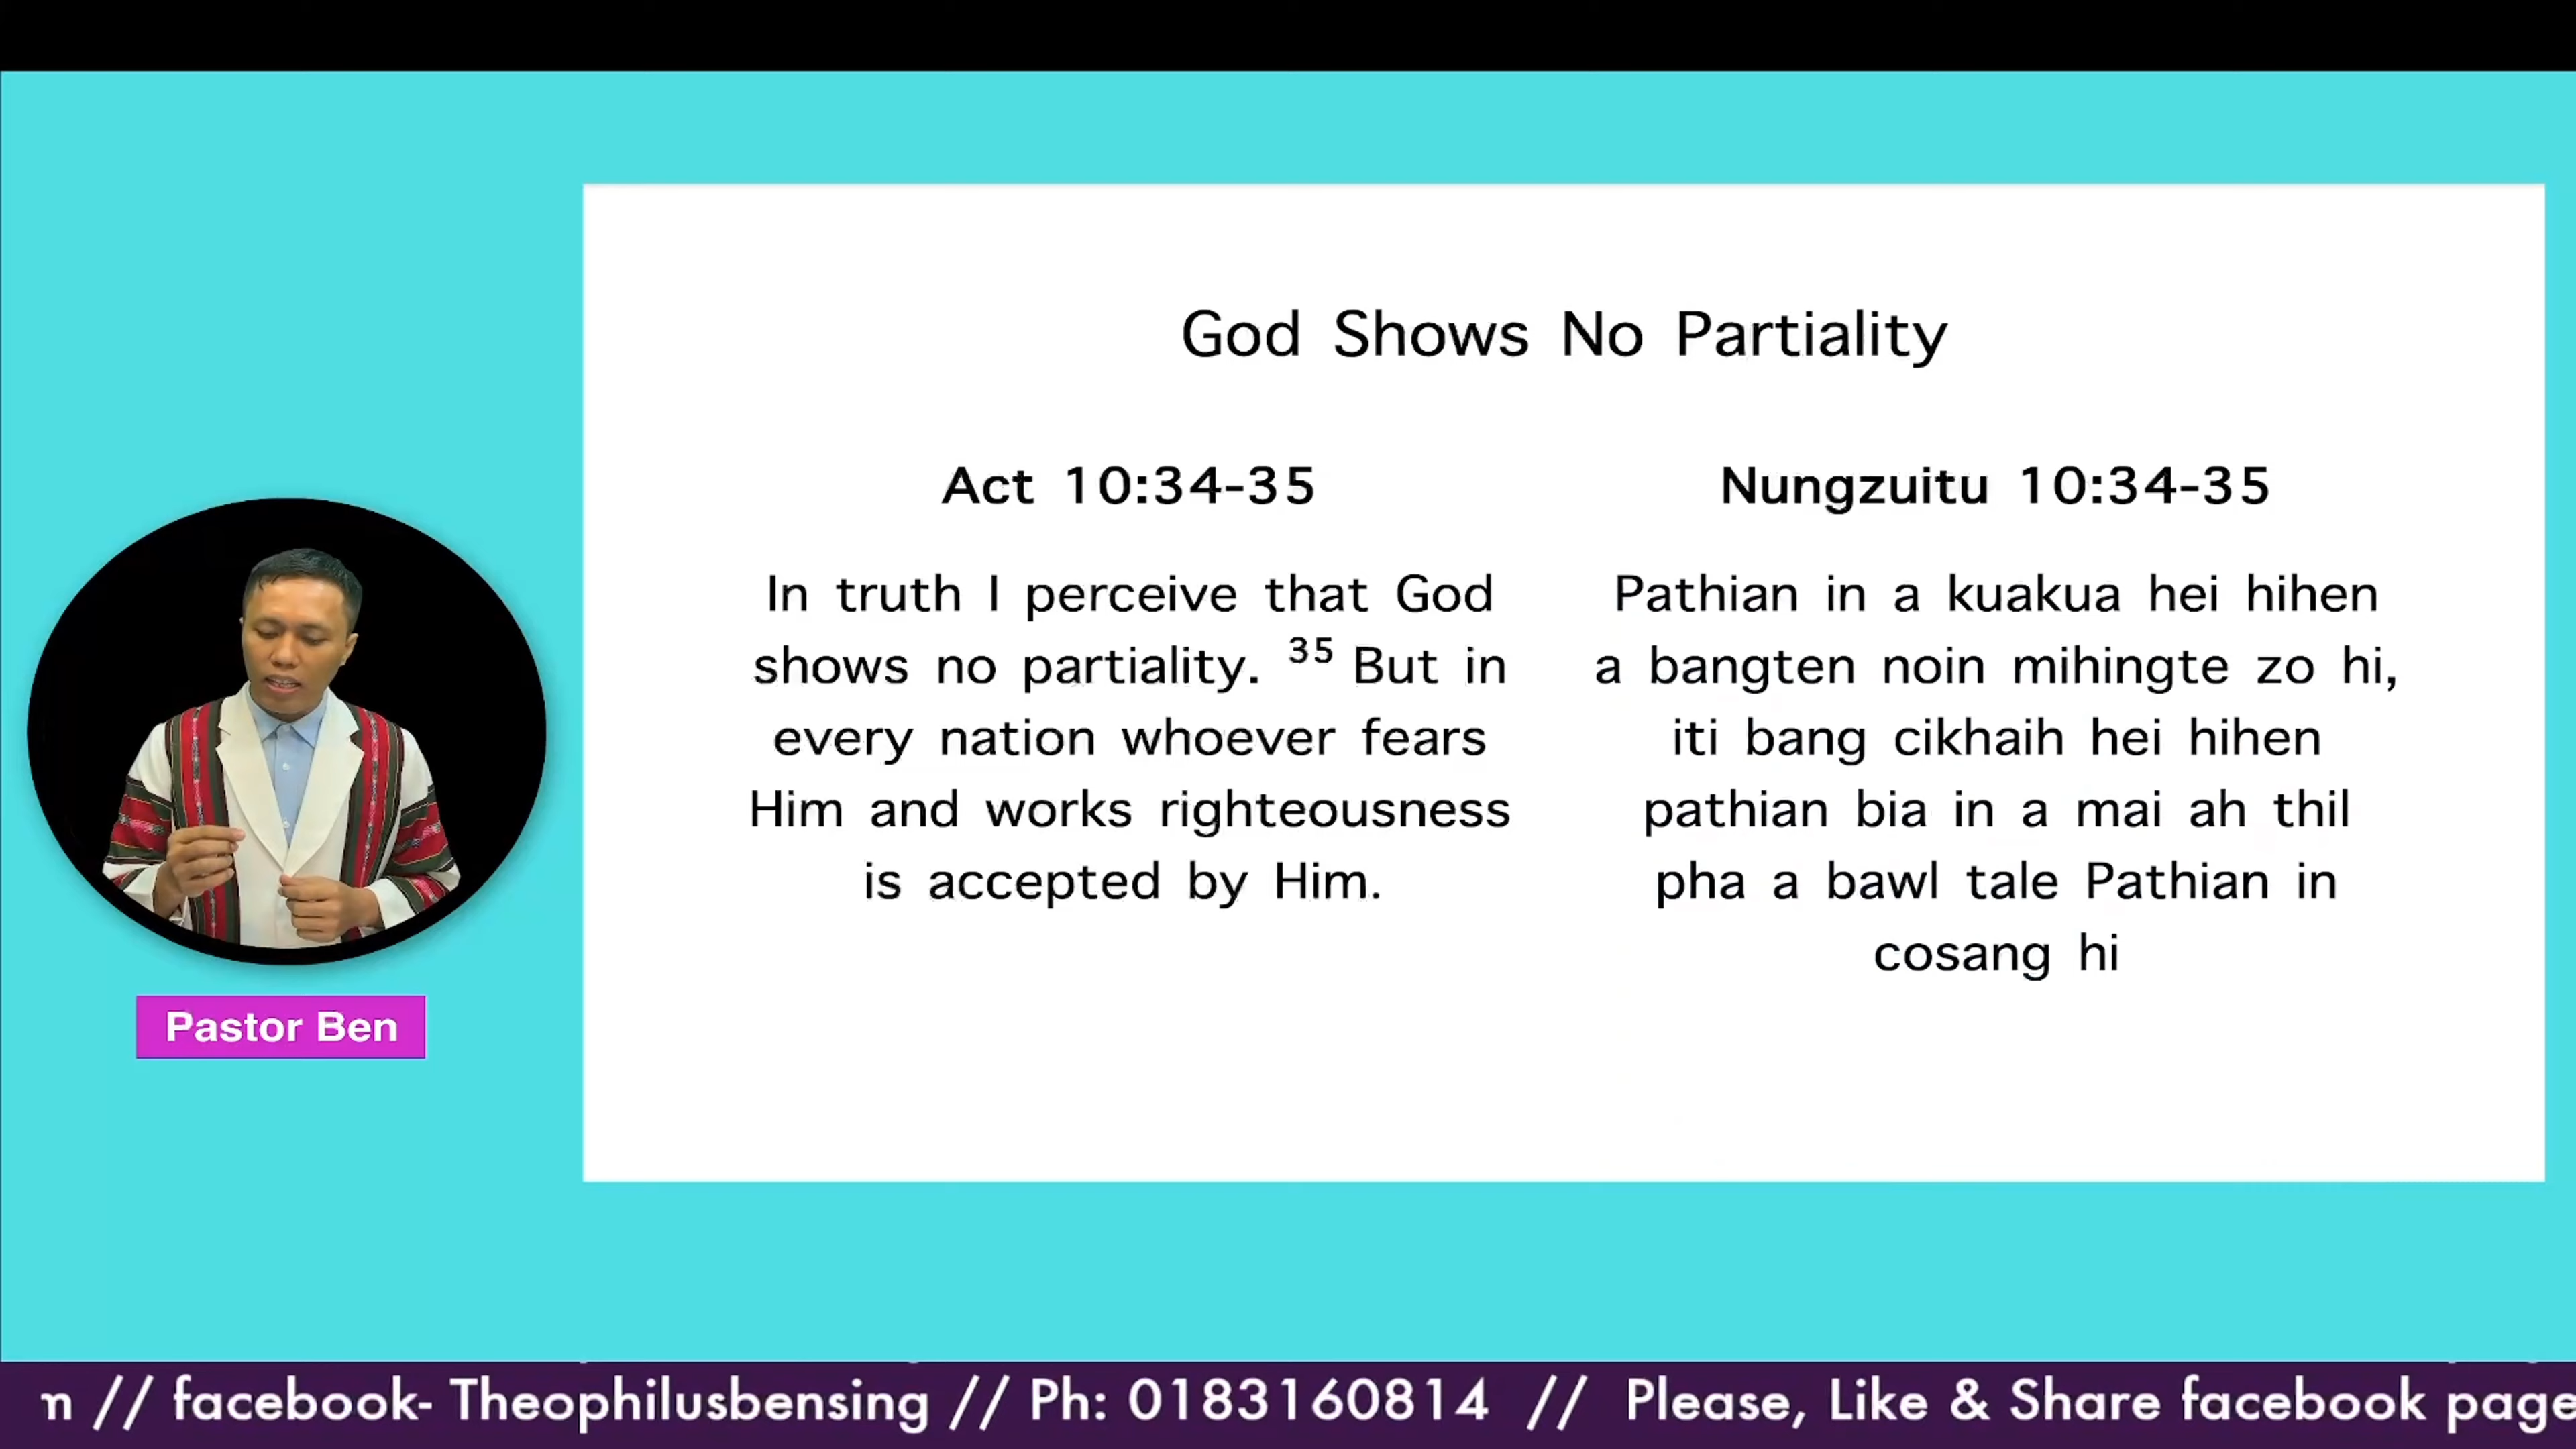 God Shows No Partiality
Act 10:34-35
In truth I perceive that God
shows no partiality. ³⁵ But in
every nation whoever fears
Him and works righteousness
is accepted by Him.
Nungzuitu 10:34-35
Pathian in a kuakua hei hihen
a bangten noin mihingte zo hi,
iti bang cikhaih hei hihen
pathian bia in a mai ah thil
pha a bawl tale Pathian in
cosang hi
Pastor Ben
// facebook- Theophilusbensing // Ph: 0183160814 // Please, Like & Share facebook page